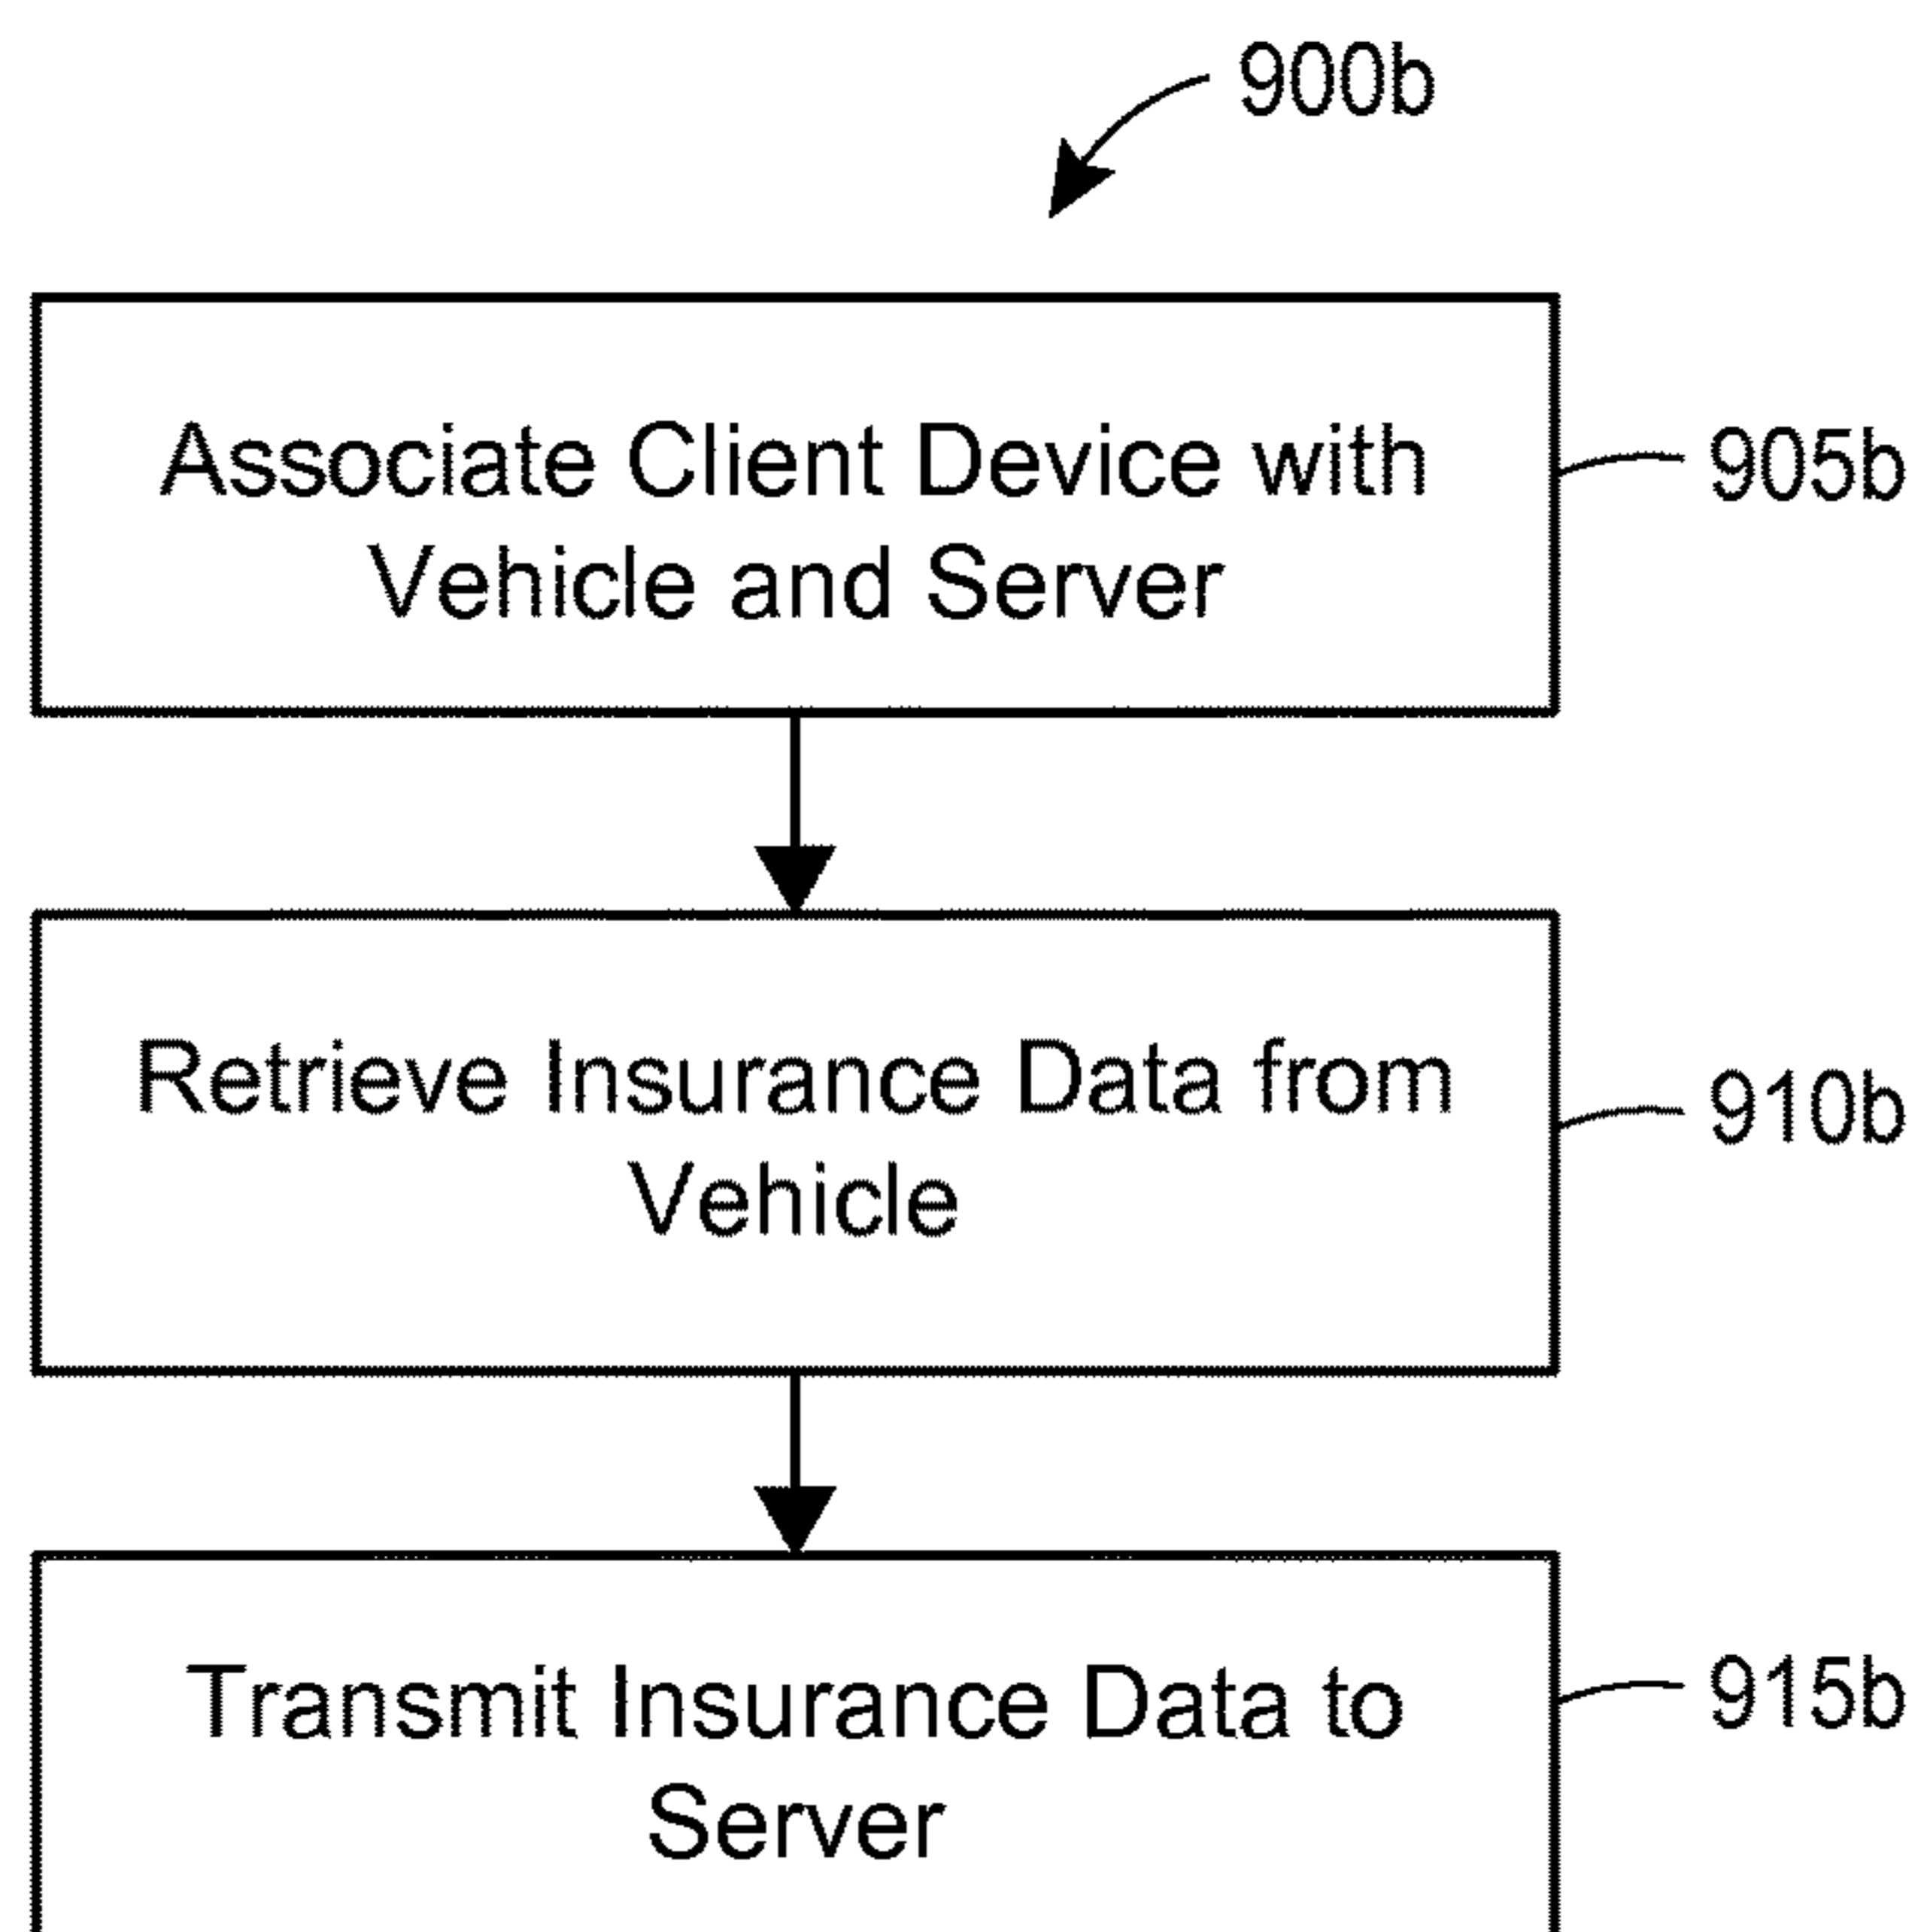 900b
Associate Client Device with
Vehicle and Server
905b
Retrieve Insurance Data from
Vehicle
910b
Transmit Insurance Data to
Server
915b